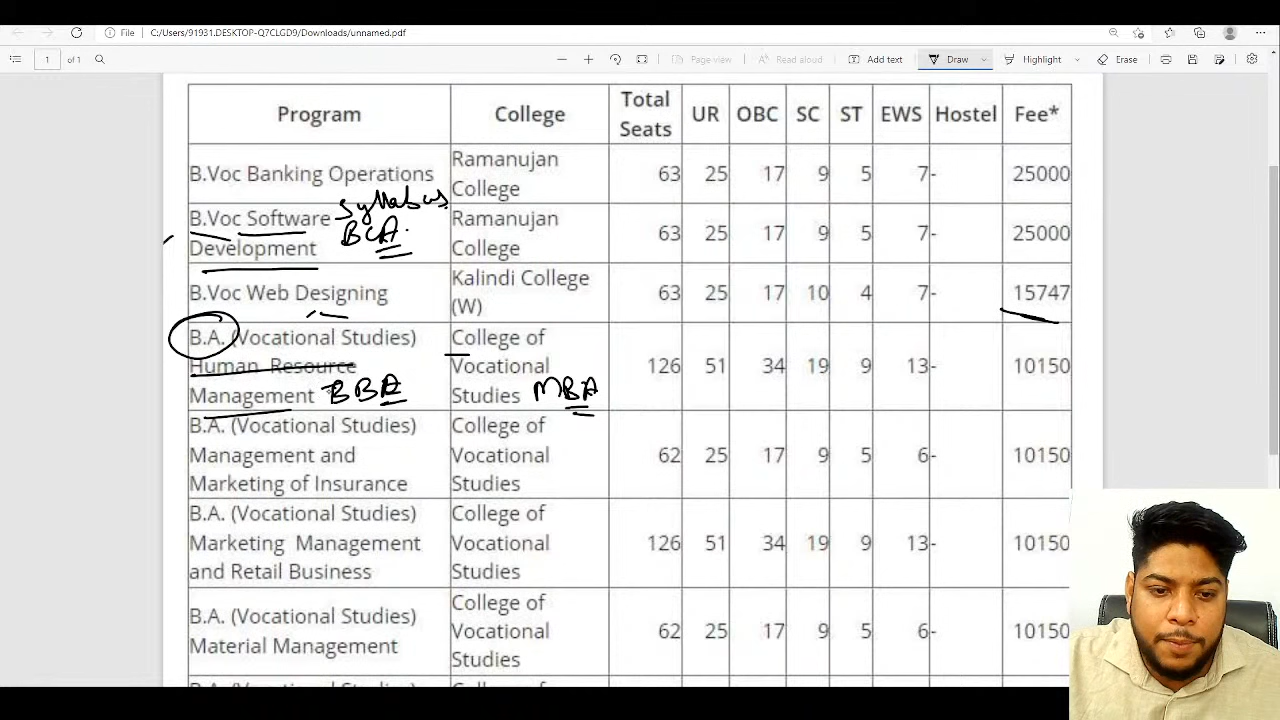 File C:/Users/91931.DESKTOP-Q7CLGD9/Downloads/unnamed.pdf
1 of 1 Page view Read aloud Add text Draw Highlight Erase
Program College Total Seats UR OBC SC ST EWS Hostel Fee*
B.Voc Banking Operations Ramanujan College 63 25 17 9 5 7- 25000
B.Voc Software Development Ramanujan College 63 25 17 9 5 7- 25000
syllabus
BCA
B.Voc Web Designing Kalindi College (W) 63 25 17 10 4 7- 15747
B.A. (Vocational Studies) Human Resource Management College of Vocational Studies 126 51 34 19 9 13- 10150
BBA MBA
B.A. (Vocational Studies) Management and Marketing of Insurance College of Vocational Studies 62 25 17 9 5 6- 10150
B.A. (Vocational Studies) Marketing Management and Retail Business College of Vocational Studies 126 51 34 19 9 13- 10150
B.A. (Vocational Studies) Material Management College of Vocational Studies 62 25 17 9 5 6- 10150